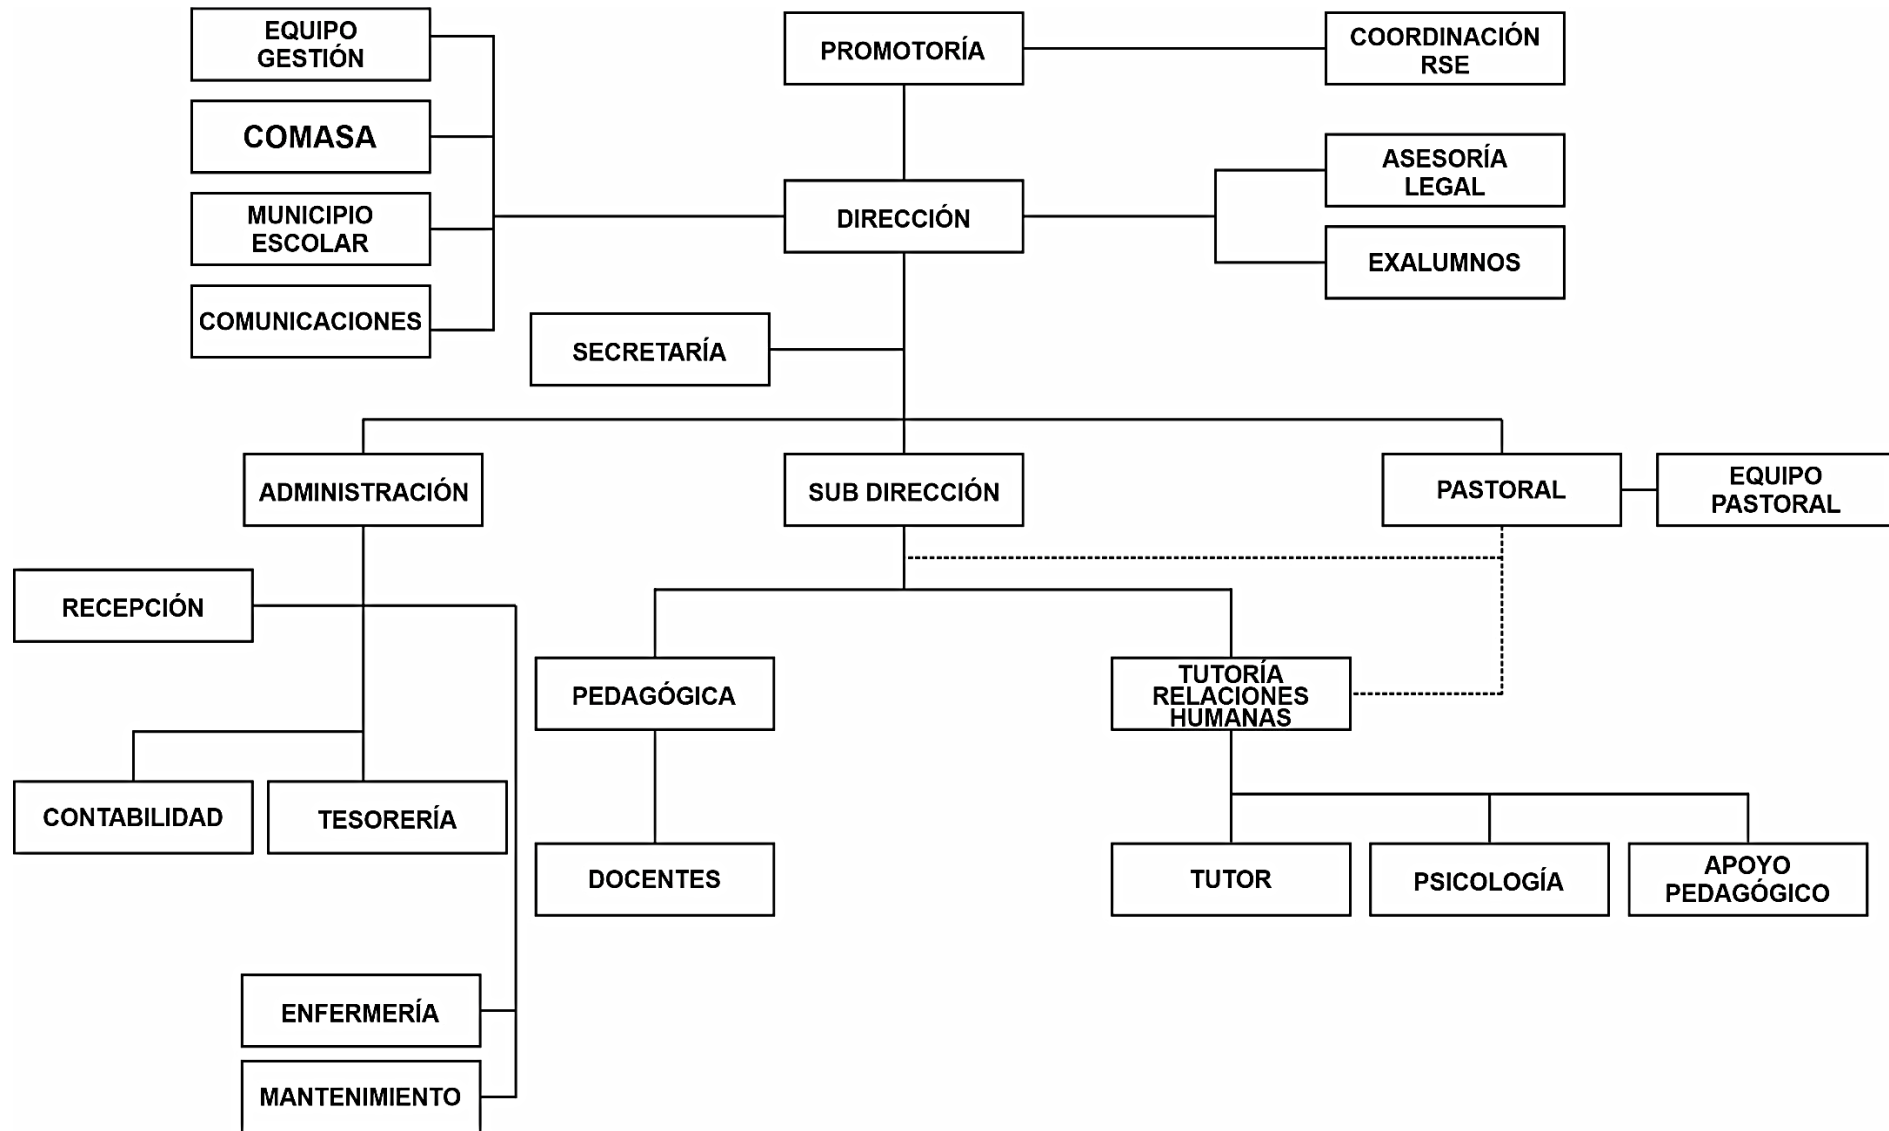 EQUIPO
GESTIÓN
PROMOTORÍA
COORDINACIÓN
RSE
COMASA
ASESORÍA
LEGAL
MUNICIPIO
ESCOLAR
DIRECCIÓN
EXALUMNOS
COMUNICACIONES
SECRETARÍA
ADMINISTRACIÓN
SUB DIRECCIÓN
PASTORAL
EQUIPO
PASTORAL
RECEPCIÓN
PEDAGÓGICA
TUTORÍA
RELACIONES
HUMANAS
CONTABILIDAD
TESORERÍA
DOCENTES
TUTOR
PSICOLOGÍA
APOYO
PEDAGÓGICO
ENFERMERÍA
MANTENIMIENTO